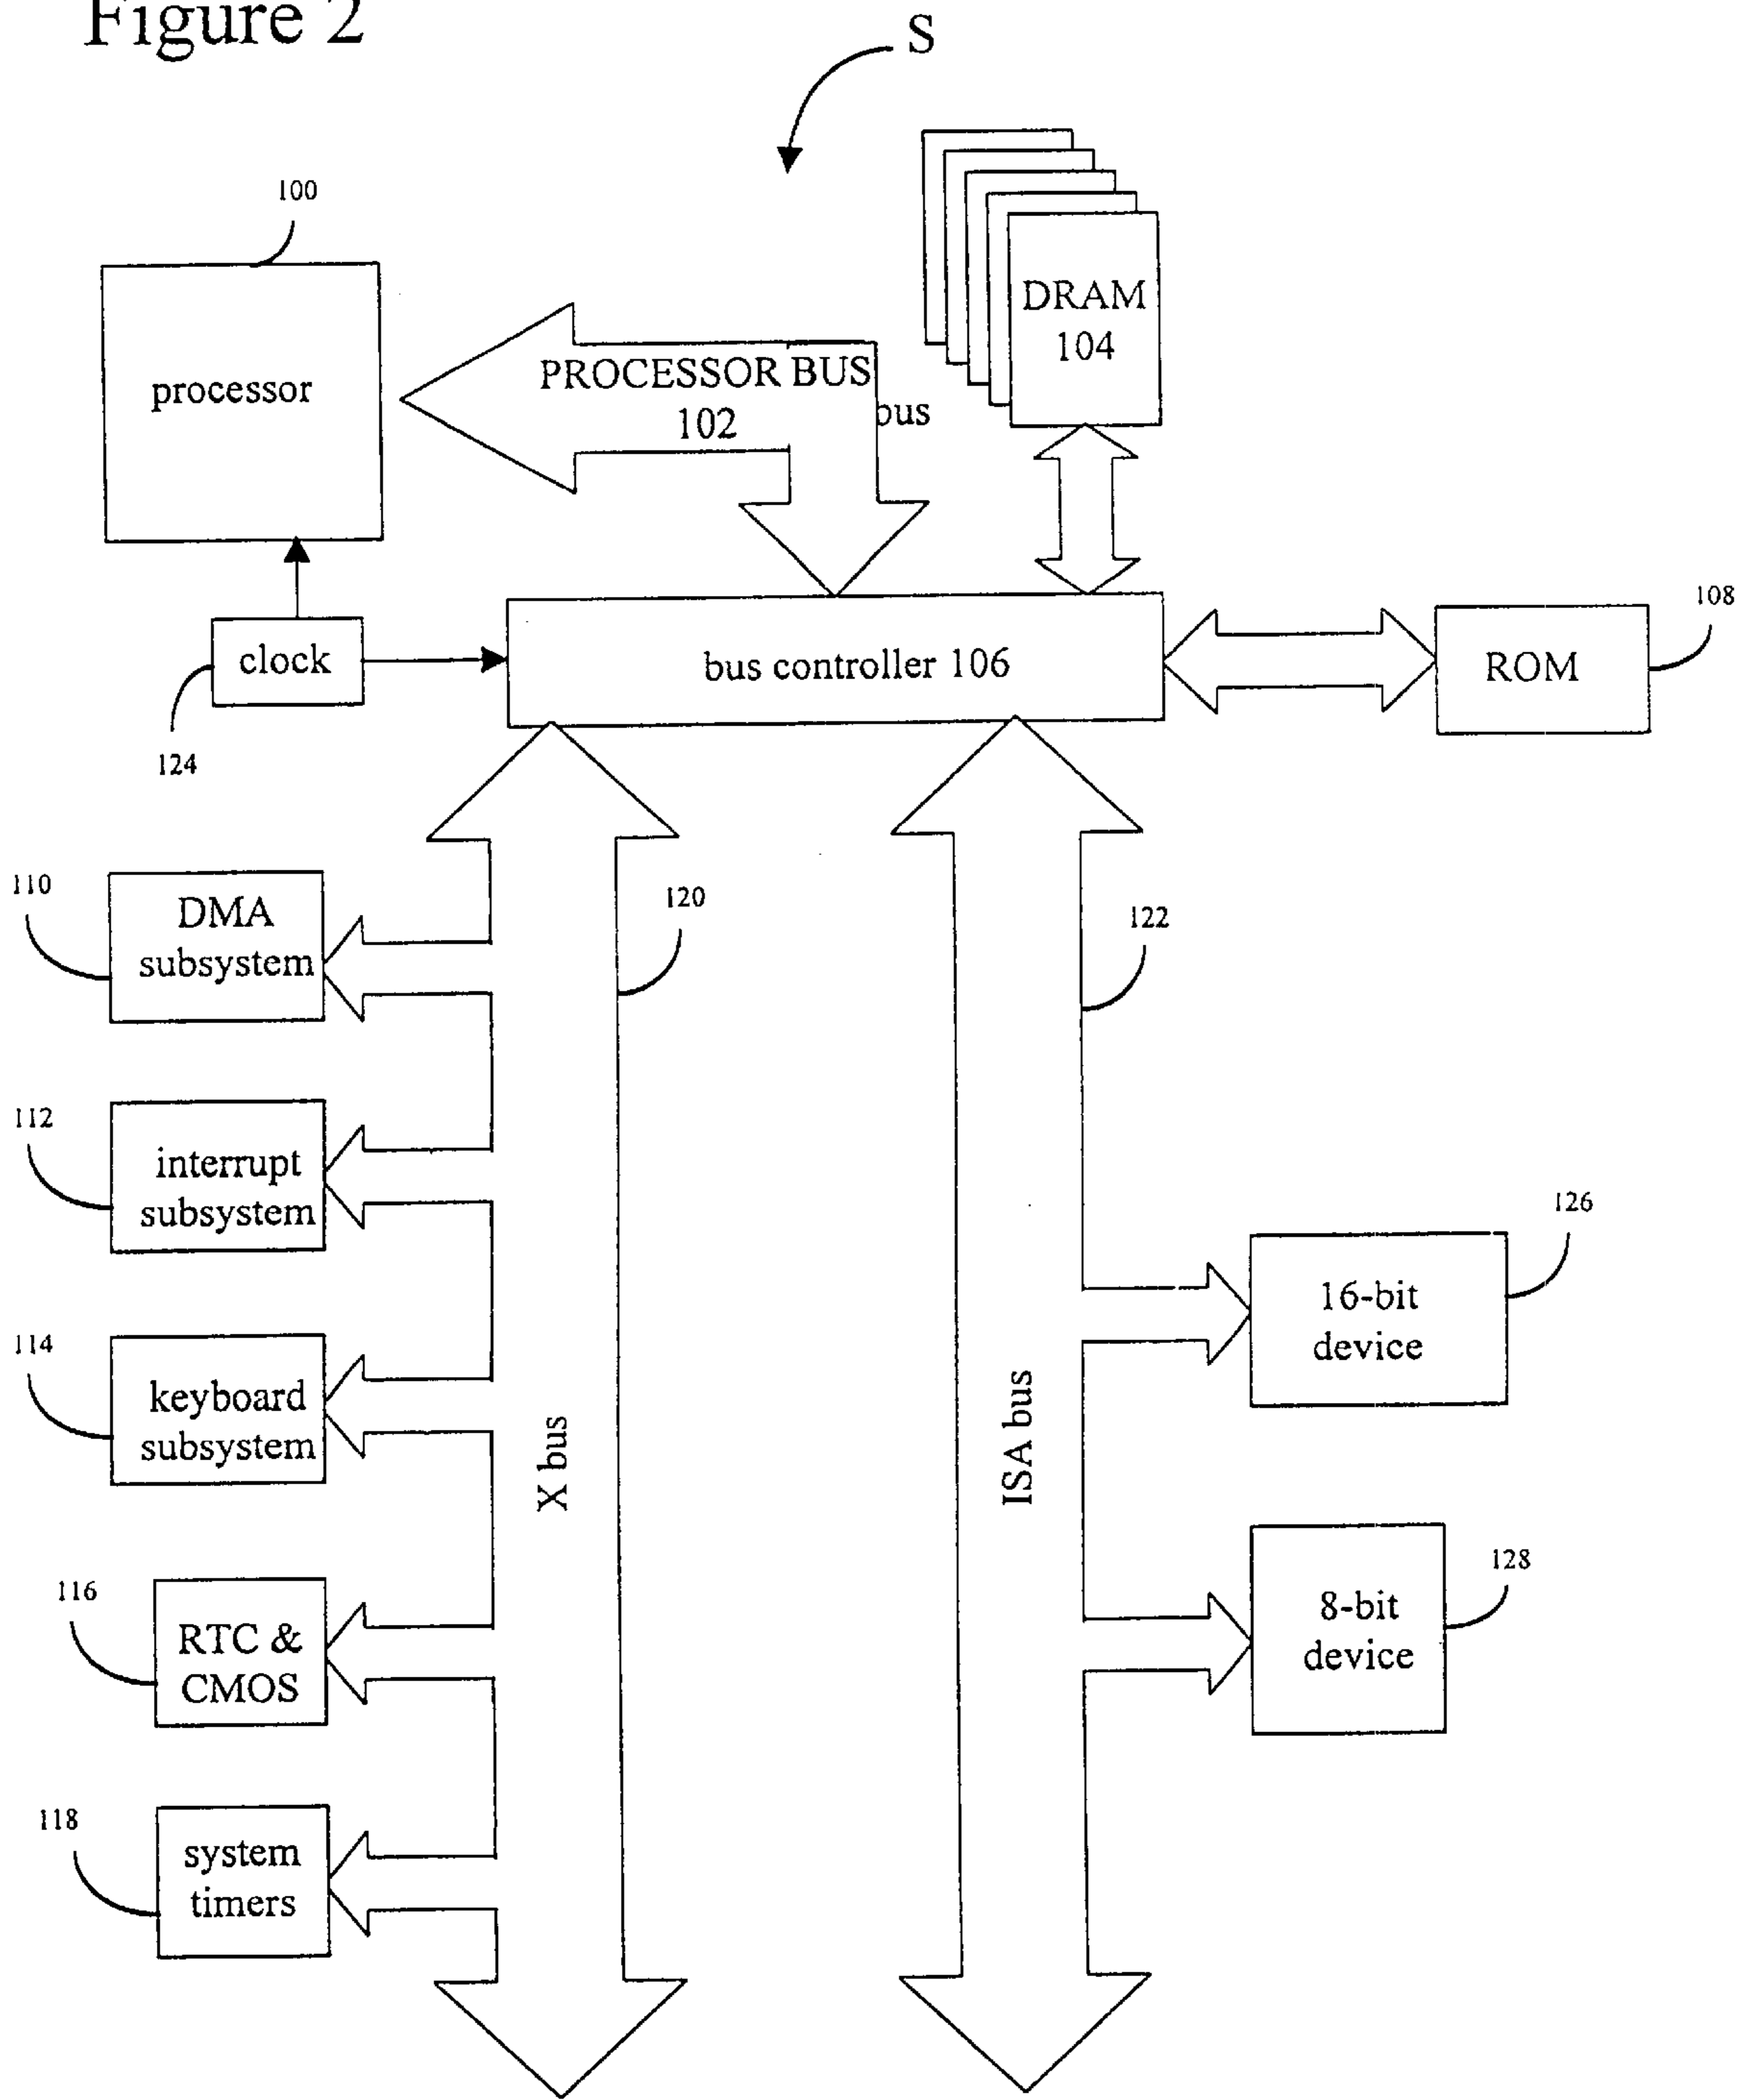 Figure 2
S
100
processor
PROCESSOR BUS
102
bus
DRAM
104
clock
124
bus controller 106
ROM
108
110
DMA
subsystem
112
interrupt
subsystem
114
keyboard
subsystem
116
RTC &
CMOS
118
system
timers
120
X bus
122
ISA bus
126
16-bit
device
128
8-bit
device